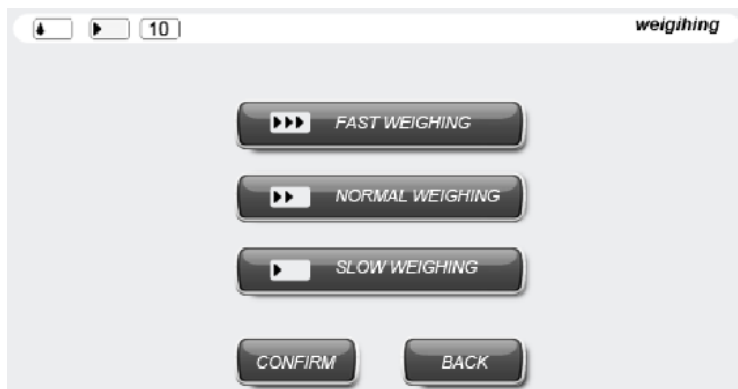 10
weigihing
FAST WEIGHING
NORMAL WEIGHING
SLOW WEIGHING
CONFIRM
BACK